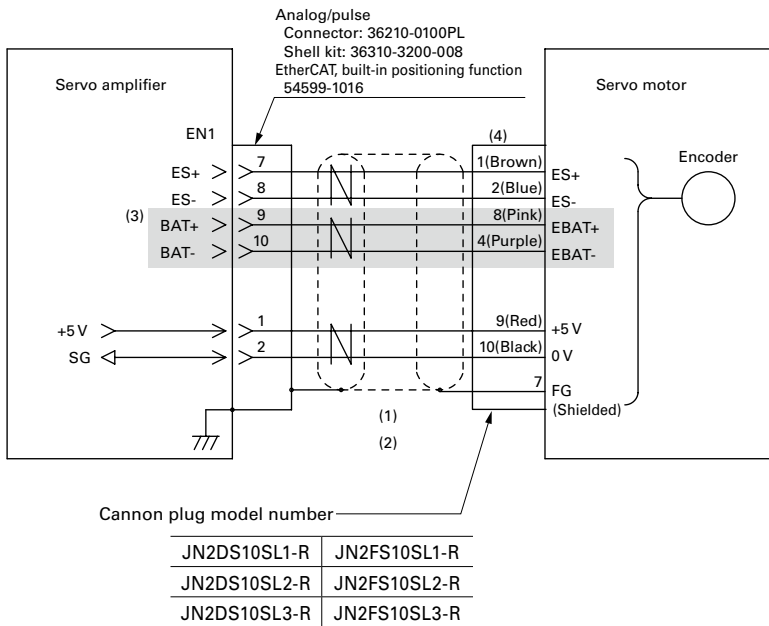 Analog/pulse
Connector: 36210-0100PL
Shell kit: 36310-3200-008
EtherCAT, built-in positioning function
54599-1016
Servo amplifier
Servo motor
EN1
(4)
Encoder
ES+
7
1(Brown)
ES+
ES-
8
2(Blue)
ES-
(3)
BAT+
9
8(Pink)
EBAT+
BAT-
10
4(Purple)
EBAT-
+5 V
1
9(Red)
+5 V
SG
2
10(Black)
0 V
7
FG
(Shielded)
(1)
(2)
Cannon plug model number
JN2DS10SL1-R JN2FS10SL1-R
JN2DS10SL2-R JN2FS10SL2-R
JN2DS10SL3-R JN2FS10SL3-R